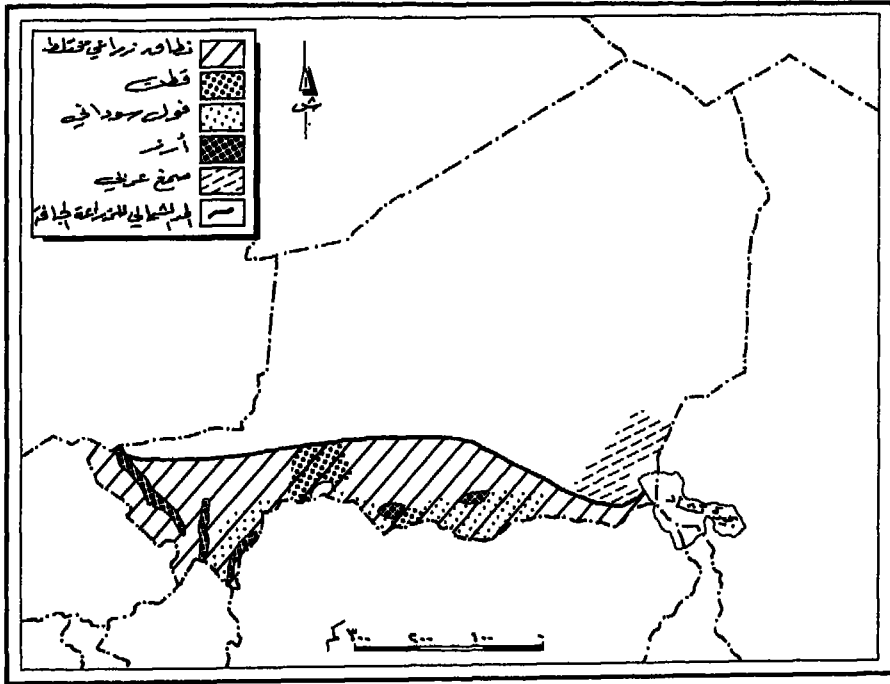 نطاق زراعي مختلط
قطن
فول سوداني
أرز
صمغ عربي
الحد الشمالي للزراعة الجافة
ش
٠ ١٠٠ ٢٠٠ ٣٠٠ كم